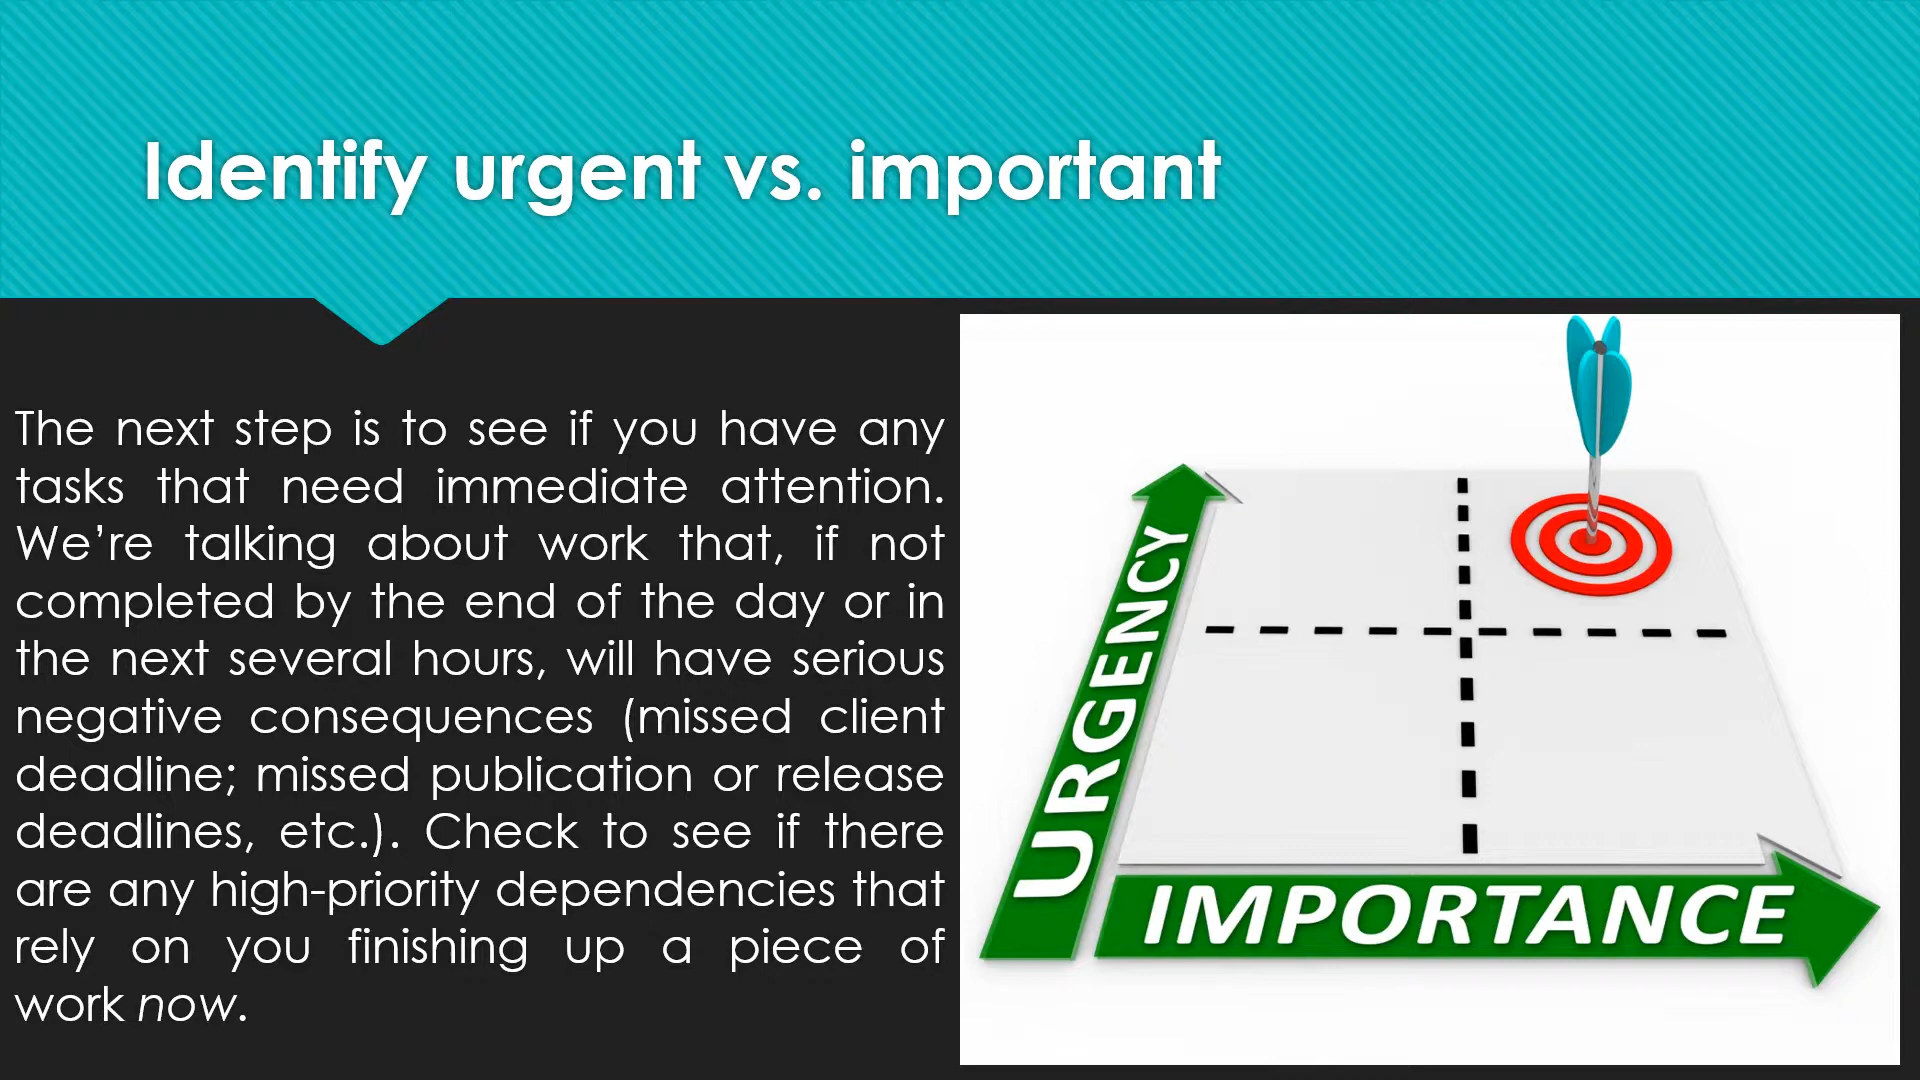 Identify urgent vs. important
The next step is to see if you have any
tasks that need immediate attention.
We’re talking about work that, if not
completed by the end of the day or in
the next several hours, will have serious
negative consequences (missed client
deadline; missed publication or release
deadlines, etc.). Check to see if there
are any high-priority dependencies that
rely on you finishing up a piece of
work now.
URGENCY
IMPORTANCE